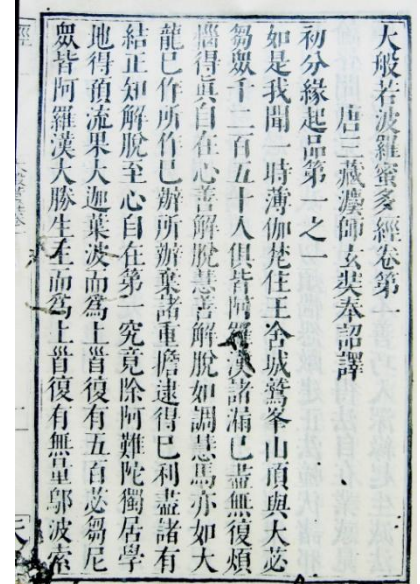 大般若波羅蜜多經卷第一
唐三藏灋師玄奘奉詔譯
初分緣起品第一之一
如是我聞一時薄伽梵住王舍城鷲峯山頂與大苾
芻衆千二百五十人俱皆阿羅漢諸漏已盡無復煩
惱得眞自在心善解脫慧善解脫如調慧馬亦如大
龍已作所作已辦所辦棄諸重擔逮得已利盡諸有
結正知解脫至心自在第一究竟除阿難陀獨居學
地得預流果大迦葉波而爲上首復有五百苾芻尼
衆皆阿羅漢大勝生主而爲上首復有無量鄔波索